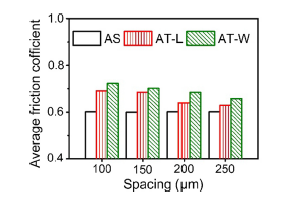 1.0
AS AT-L AT-W
0.8
0.6
0.4
Average friction cofficient
100 150 200 250
Spacing (μm)